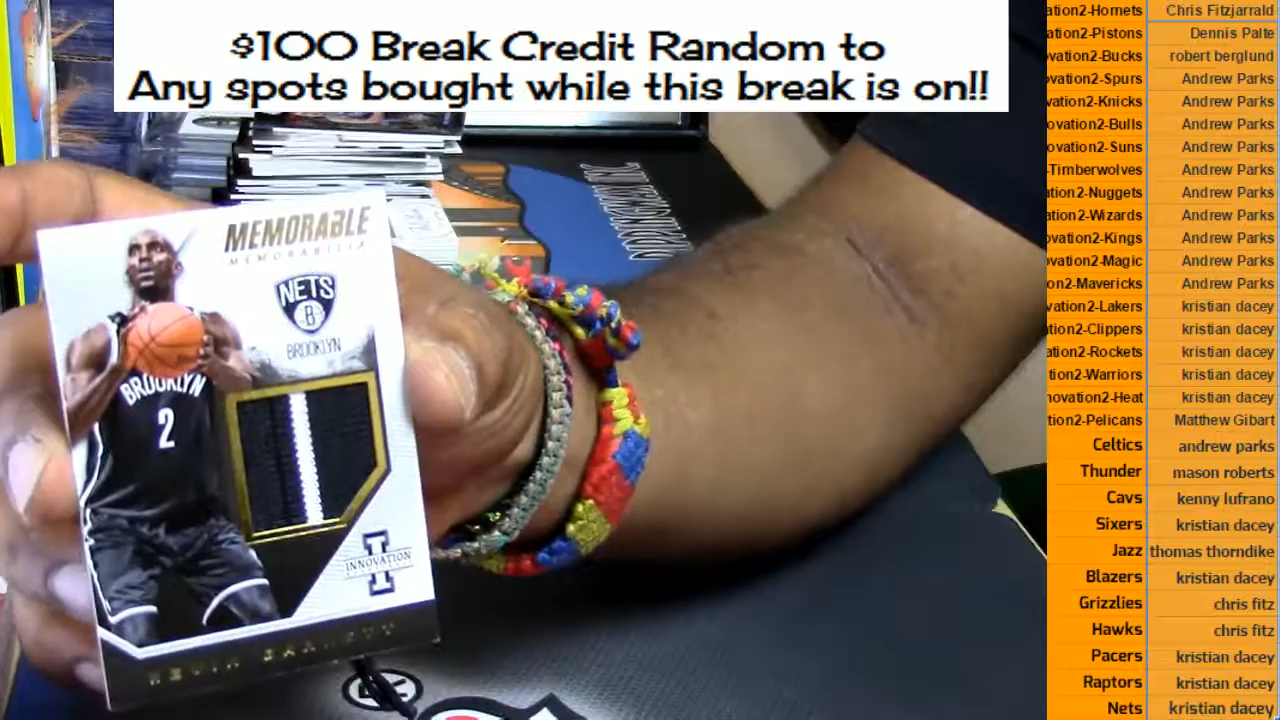 $100 Break Credit Random to
Any spots bought while this break is on!!
MEMORABLE
MEMORABILIA
NETS
B
BROOKLYN
BROOKLYN
2
INNOVATION
I
KEVIN GARNETT
ation2-Hornets Chris Fitzjarrald
ation2-Pistons Dennis Palte
ovation2-Bucks robert berglund
ovation2-Spurs Andrew Parks
vation2-Knicks Andrew Parks
ovation2-Bulls Andrew Parks
ovation2-Suns Andrew Parks
-Timberwolves Andrew Parks
tion2-Nuggets Andrew Parks
ation2-Wizards Andrew Parks
ovation2-Kings Andrew Parks
ovation2-Magic Andrew Parks
on2-Mavericks Andrew Parks
vation2-Lakers kristian dacey
tion2-Clippers kristian dacey
ation2-Rockets kristian dacey
tion2-Warriors kristian dacey
novation2-Heat kristian dacey
tion2-Pelicans Matthew Gibart
Celtics andrew parks
Thunder mason roberts
Cavs kenny lufrano
Sixers kristian dacey
Jazz thomas thorndike
Blazers kristian dacey
Grizzlies chris fitz
Hawks chris fitz
Pacers kristian dacey
Raptors kristian dacey
Nets kristian dacey